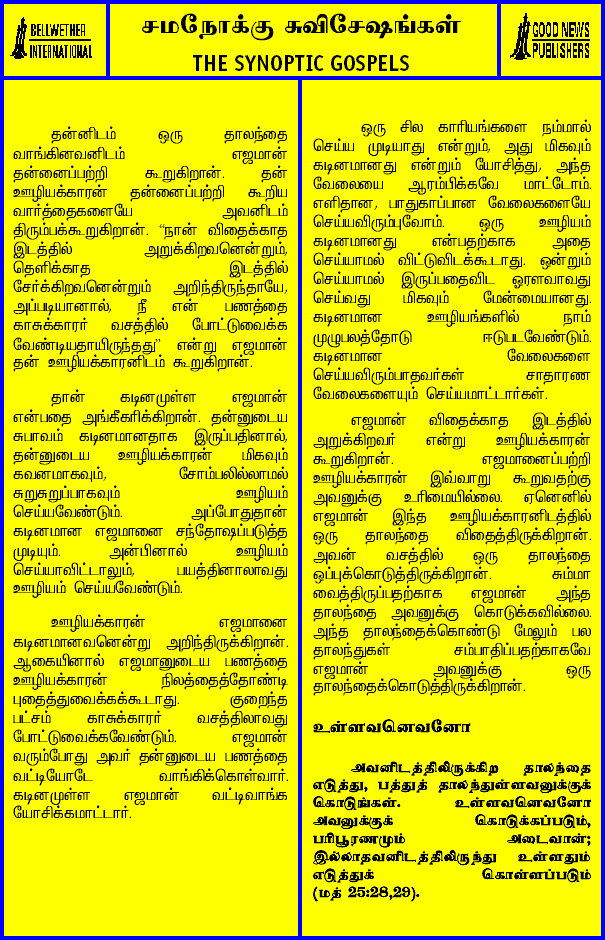 BELLWETHER
INTERNATIONAL
சமநோக்கு சுவிசேஷங்கள்
THE SYNOPTIC GOSPELS
GOOD NEWS
PUBLISHERS
தன்னிடம் ஒரு தாலந்தை
வாங்கினவனிடம் எஜமான்
தன்னைப்பற்றி கூறுகிறான். தன்
ஊழியக்காரன் தன்னைப்பற்றி கூறிய
வார்த்தைகளையே அவனிடம்
திரும்பக்கூறுகிறான். “நான் விதைக்காத
இடத்தில் அறுக்கிறவனென்றும்,
தெளிக்காத இடத்தில்
சேர்க்கிறவனென்றும் அறிந்திருந்தாயே,
அப்படியானால், நீ என் பணத்தை
காசுக்காரர் வசத்தில் போட்டுவைக்க
வேண்டியதாயிருந்தது” என்று எஜமான்
தன் ஊழியக்காரனிடம் கூறுகிறான்.
தான் கடினமுள்ள எஜமான்
என்பதை அங்கீகரிக்கிறான். தன்னுடைய
சுபாவம் கடினமானதாக இருப்பதினால்,
தன்னுடைய ஊழியக்காரன் மிகவும்
கவனமாகவும், சோம்பலில்லாமல்
சுறுசுறுப்பாகவும் ஊழியம்
செய்யவேண்டும். அப்போதுதான்
கடினமான எஜமானை சந்தோஷப்படுத்த
முடியும். அன்பினால் ஊழியம்
செய்யாவிட்டாலும், பயத்தினாலாவது
ஊழியம் செய்யவேண்டும்.
ஊழியக்காரன் எஜமானை
கடினமானவனென்று அறிந்திருக்கிறான்.
ஆகையினால் எஜமானுடைய பணத்தை
ஊழியக்காரன் நிலத்தைத்தோண்டி
புதைத்துவைக்கக்கூடாது. குறைந்த
பட்சம் காசுக்காரர் வசத்திலாவது
போட்டுவைக்கவேண்டும். எஜமான்
வரும்போது அவர் தன்னுடைய பணத்தை
வட்டியோடே வாங்கிக்கொள்வார்.
கடினமுள்ள எஜமான் வட்டிவாங்க
யோசிக்கமாட்டார்.
ஒரு சில காரியங்களை நம்மால்
செய்ய முடியாது என்றும், அது மிகவும்
கடினமானது என்றும் யோசித்து, அந்த
வேலையை ஆரம்பிக்கவே மாட்டோம்.
எளிதான, பாதுகாப்பான வேலைகளையே
செய்யவிரும்புவோம். ஒரு ஊழியம்
கடினமானது என்பதற்காக அதை
செய்யாமல் விட்டுவிடக்கூடாது. ஒன்றும்
செய்யாமல் இருப்பதைவிட ஓரளவாவது
செய்வது மிகவும் மேன்மையானது.
கடினமான ஊழியங்களில் நாம்
முழுபலத்தோடு ஈடுபடவேண்டும்.
கடினமான வேலைகளை
செய்யவிரும்பாதவர்கள் சாதாரண
வேலைகளையும் செய்யமாட்டார்கள்.
எஜமான் விதைக்காத இடத்தில்
அறுக்கிறவர் என்று ஊழியக்காரன்
கூறுகிறான். எஜமானைப்பற்றி
ஊழியக்காரன் இவ்வாறு கூறுவதற்கு
அவனுக்கு உரிமையில்லை. ஏனெனில்
எஜமான் இந்த ஊழியக்காரனிடத்தில்
ஒரு தாலந்தை விதைத்திருக்கிறான்.
அவன் வசத்தில் ஒரு தாலந்தை
ஒப்புக்கொடுத்திருக்கிறான். சும்மா
வைத்திருப்பதற்காக எஜமான் அந்த
தாலந்தை அவனுக்கு கொடுக்கவில்லை.
அந்த தாலந்தைக்கொண்டு மேலும் பல
தாலந்துகள் சம்பாதிப்பதற்காகவே
எஜமான் அவனுக்கு ஒரு
தாலந்தைக்கொடுத்திருக்கிறான்.
உள்ளவனெவனோ
அவனிடத்திலிருக்கிற தாலந்தை
எடுத்து, பத்துத் தாலந்துள்ளவனுக்குக்
கொடுங்கள். உள்ளவனெவனோ
அவனுக்குக் கொடுக்கப்படும்,
பரிபூரணமும் அடைவான்;
இல்லாதவனிடத்திலிருந்து உள்ளதும்
எடுத்துக் கொள்ளப்படும்
(மத் 25:28,29).